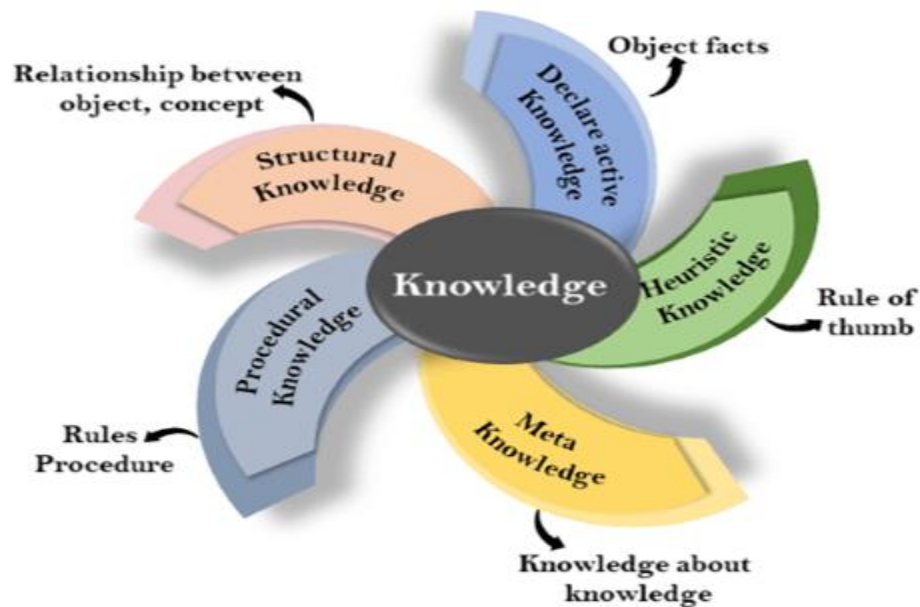 Object facts
Relationship between
object, concept
Declare active
Knowledge
Structural
Knowledge
Knowledge
Heuristic
Knowledge
Procedural
Knowledge
Rule of
thumb
Meta
Knowledge
Rules
Procedure
Knowledge about
knowledge